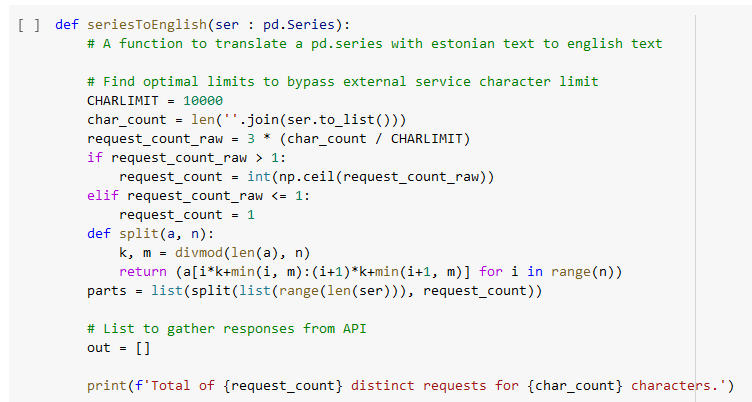 [ ] def seriesToEnglish(ser : pd.Series):
    # A function to translate a pd.series with estonian text to english text

    # Find optimal limits to bypass external service character limit
    CHARLIMIT = 10000
    char_count = len(''.join(ser.to_list()))
    request_count_raw = 3 * (char_count / CHARLIMIT)
    if request_count_raw > 1:
        request_count = int(np.ceil(request_count_raw))
    elif request_count_raw <= 1:
        request_count = 1
    def split(a, n):
        k, m = divmod(len(a), n)
        return (a[i*k+min(i, m):(i+1)*k+min(i+1, m)] for i in range(n))
    parts = list(split(list(range(len(ser))), request_count))

    # List to gather responses from API
    out = []

    print(f'Total of {request_count} distinct requests for {char_count} characters.')